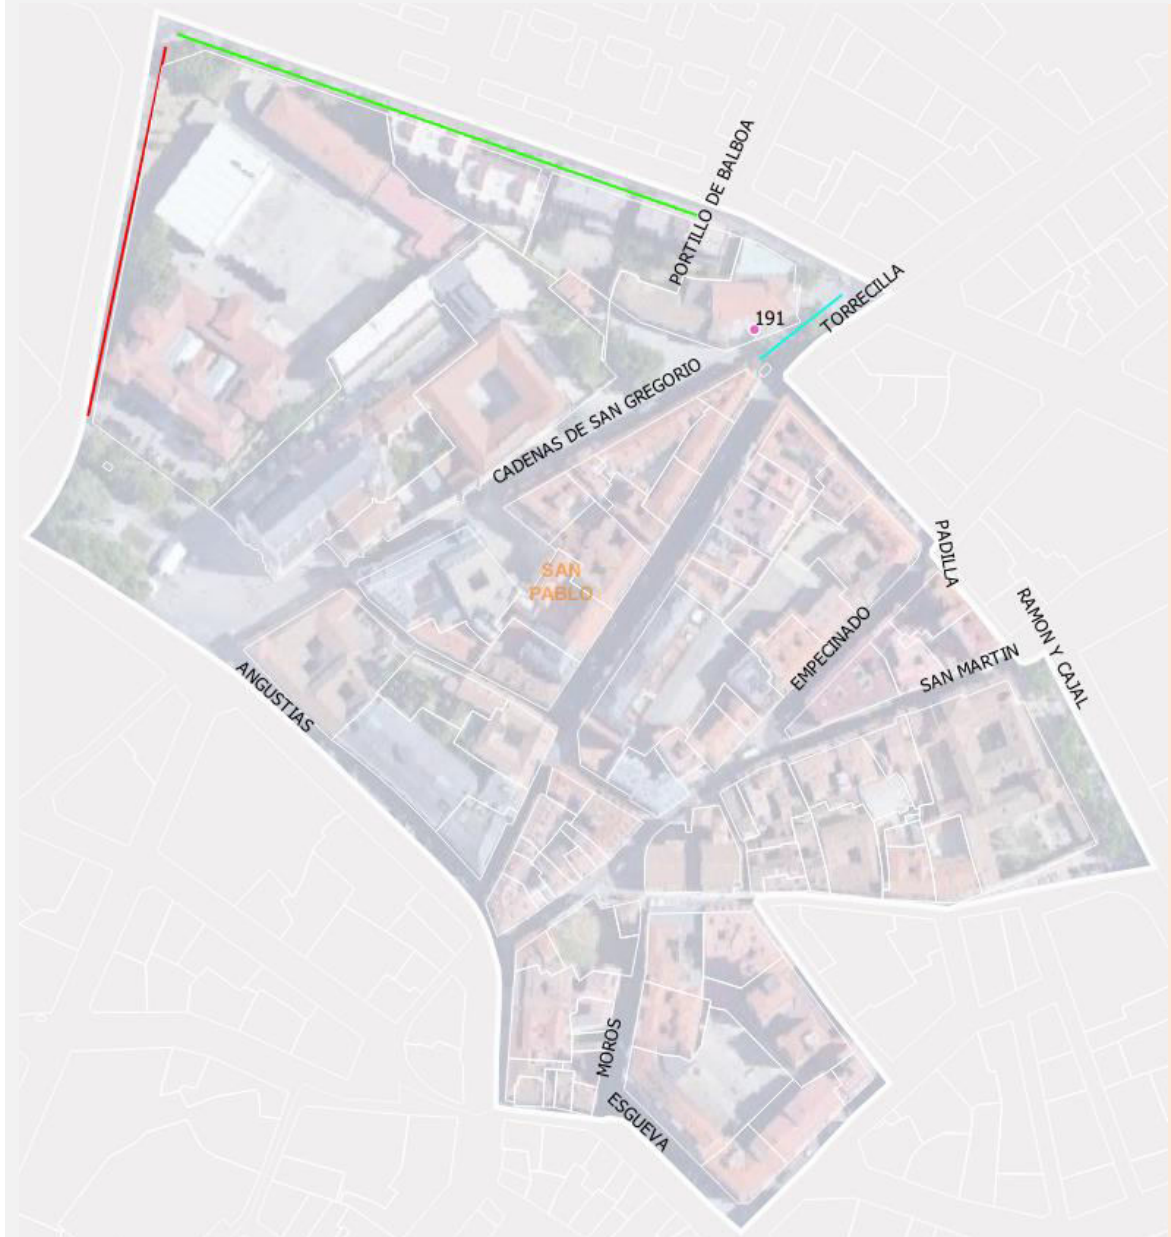 PORTILLO DE BALBOA
TORRECILLA
191
CADENAS DE SAN GREGORIO
SAN
PABLO
PADILLA
RAMON Y CAJAL
EMPECINADO
SAN MARTIN
ANGUSTIAS
MOROS
ESGUEVA